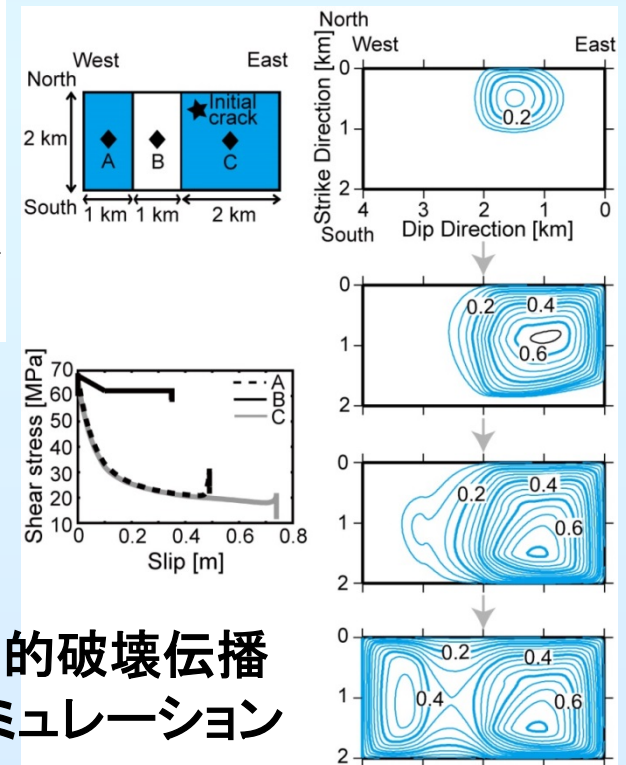 West East
North
Initial
crack
2 km
A B C
South
1 km 1 km 2 km
Shear stress [MPa]
70
60
50
40
30
20
10
A
B
C
0 0.2 0.4 0.6 0.8
Slip [m]
的破壊伝播
ミュレーション
North
West East
Strike Direction [km]
0
1
2
0.2
4 3 2 1 0
South Dip Direction [km]
0
1
2
0.2 0.4
0.6
0
1
2
0.2 0.4
0.6
0
1
2
0.2 0.4
0.4 0.6